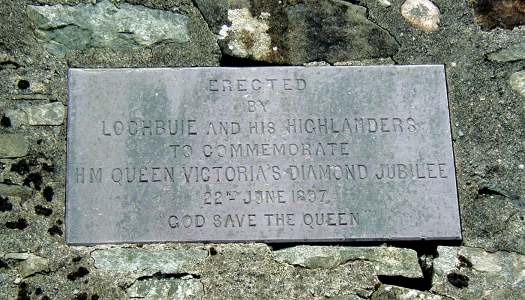 ERECTED
BY
LOCHBUIE AND HIS HIGHLANDERS
TO COMMEMORATE
HM QUEEN VICTORIA'S DIAMOND JUBILEE
22ND JUNE 1897.
GOD SAVE THE QUEEN